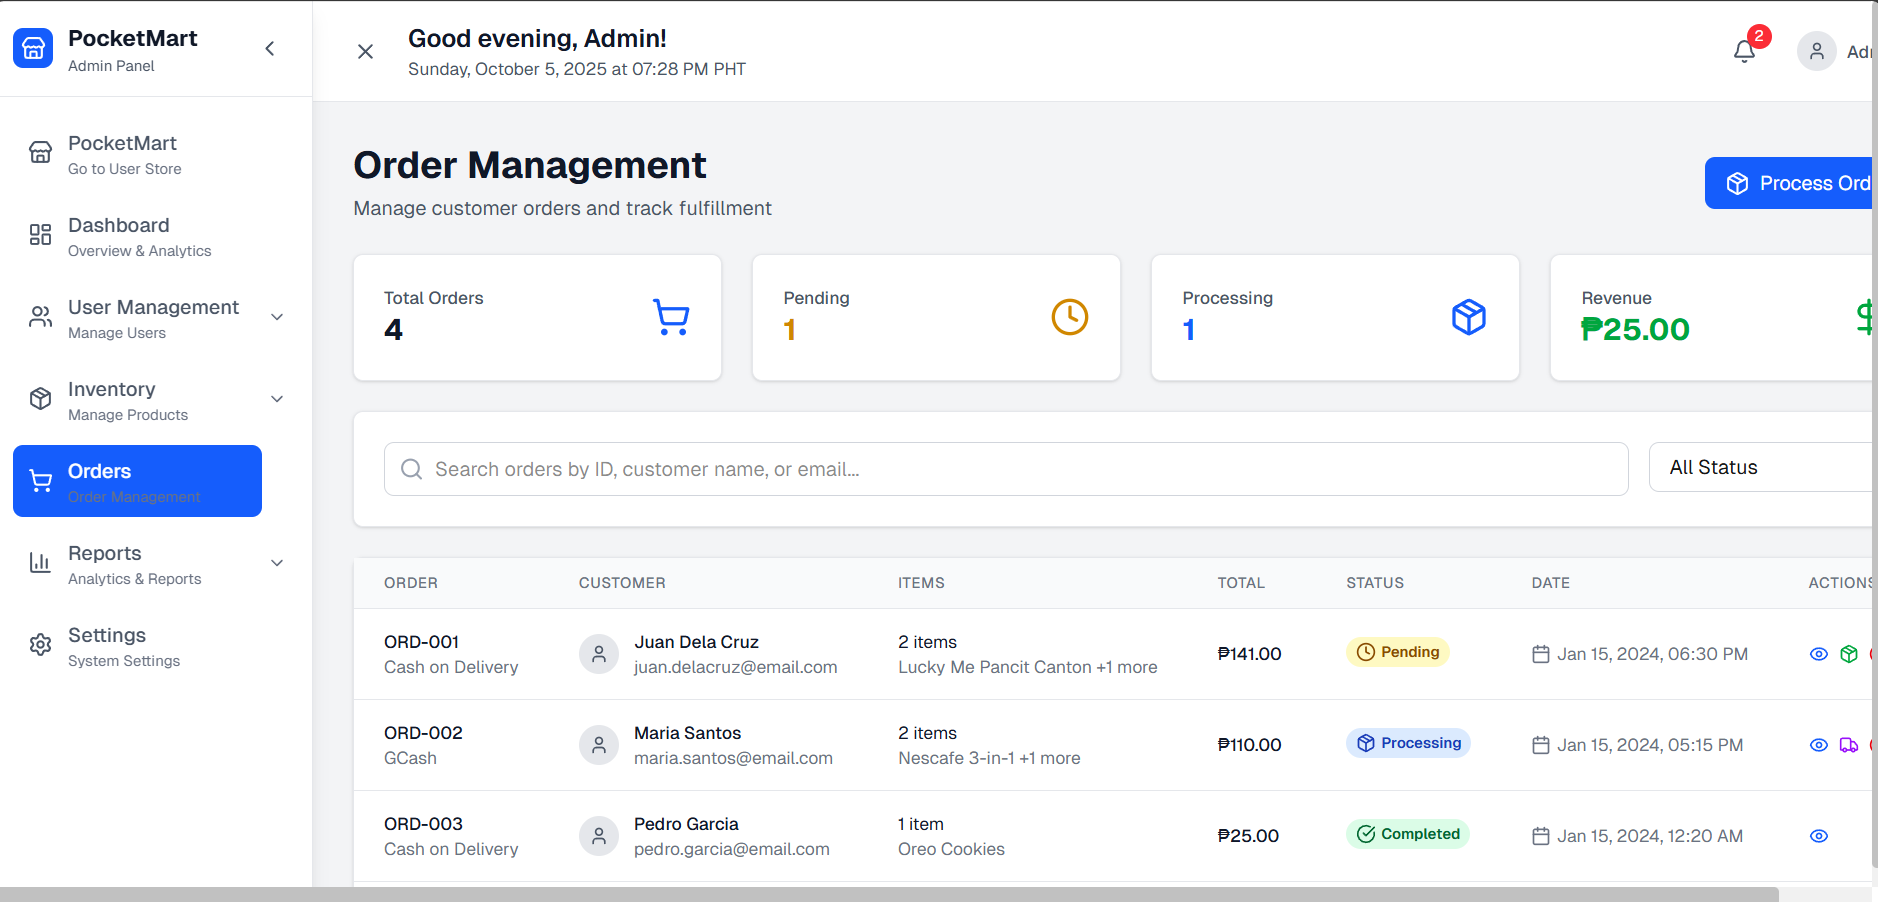 PocketMart
Admin Panel
Good evening, Admin!
Sunday, October 5, 2025 at 07:28 PM PHT
2
PocketMart
Go to User Store
Dashboard
Overview & Analytics
User Management
Manage Users
Inventory
Manage Products
Orders
Order Management
Reports
Analytics & Reports
Settings
System Settings
Order Management
Manage customer orders and track fulfillment
Process Ord
Total Orders
4
Pending
1
Processing
1
Revenue
₱25.00
Search orders by ID, customer name, or email...
All Status
ORDER CUSTOMER ITEMS TOTAL STATUS DATE ACTIONS
ORD-001 Juan Dela Cruz 2 items ₱141.00 Pending Jan 15, 2024, 06:30 PM
Cash on Delivery juan.delacruz@email.com Lucky Me Pancit Canton +1 more
ORD-002 Maria Santos 2 items ₱110.00 Processing Jan 15, 2024, 05:15 PM
GCash maria.santos@email.com Nescafe 3-in-1 +1 more
ORD-003 Pedro Garcia 1 item ₱25.00 Completed Jan 15, 2024, 12:20 AM
Cash on Delivery pedro.garcia@email.com Oreo Cookies